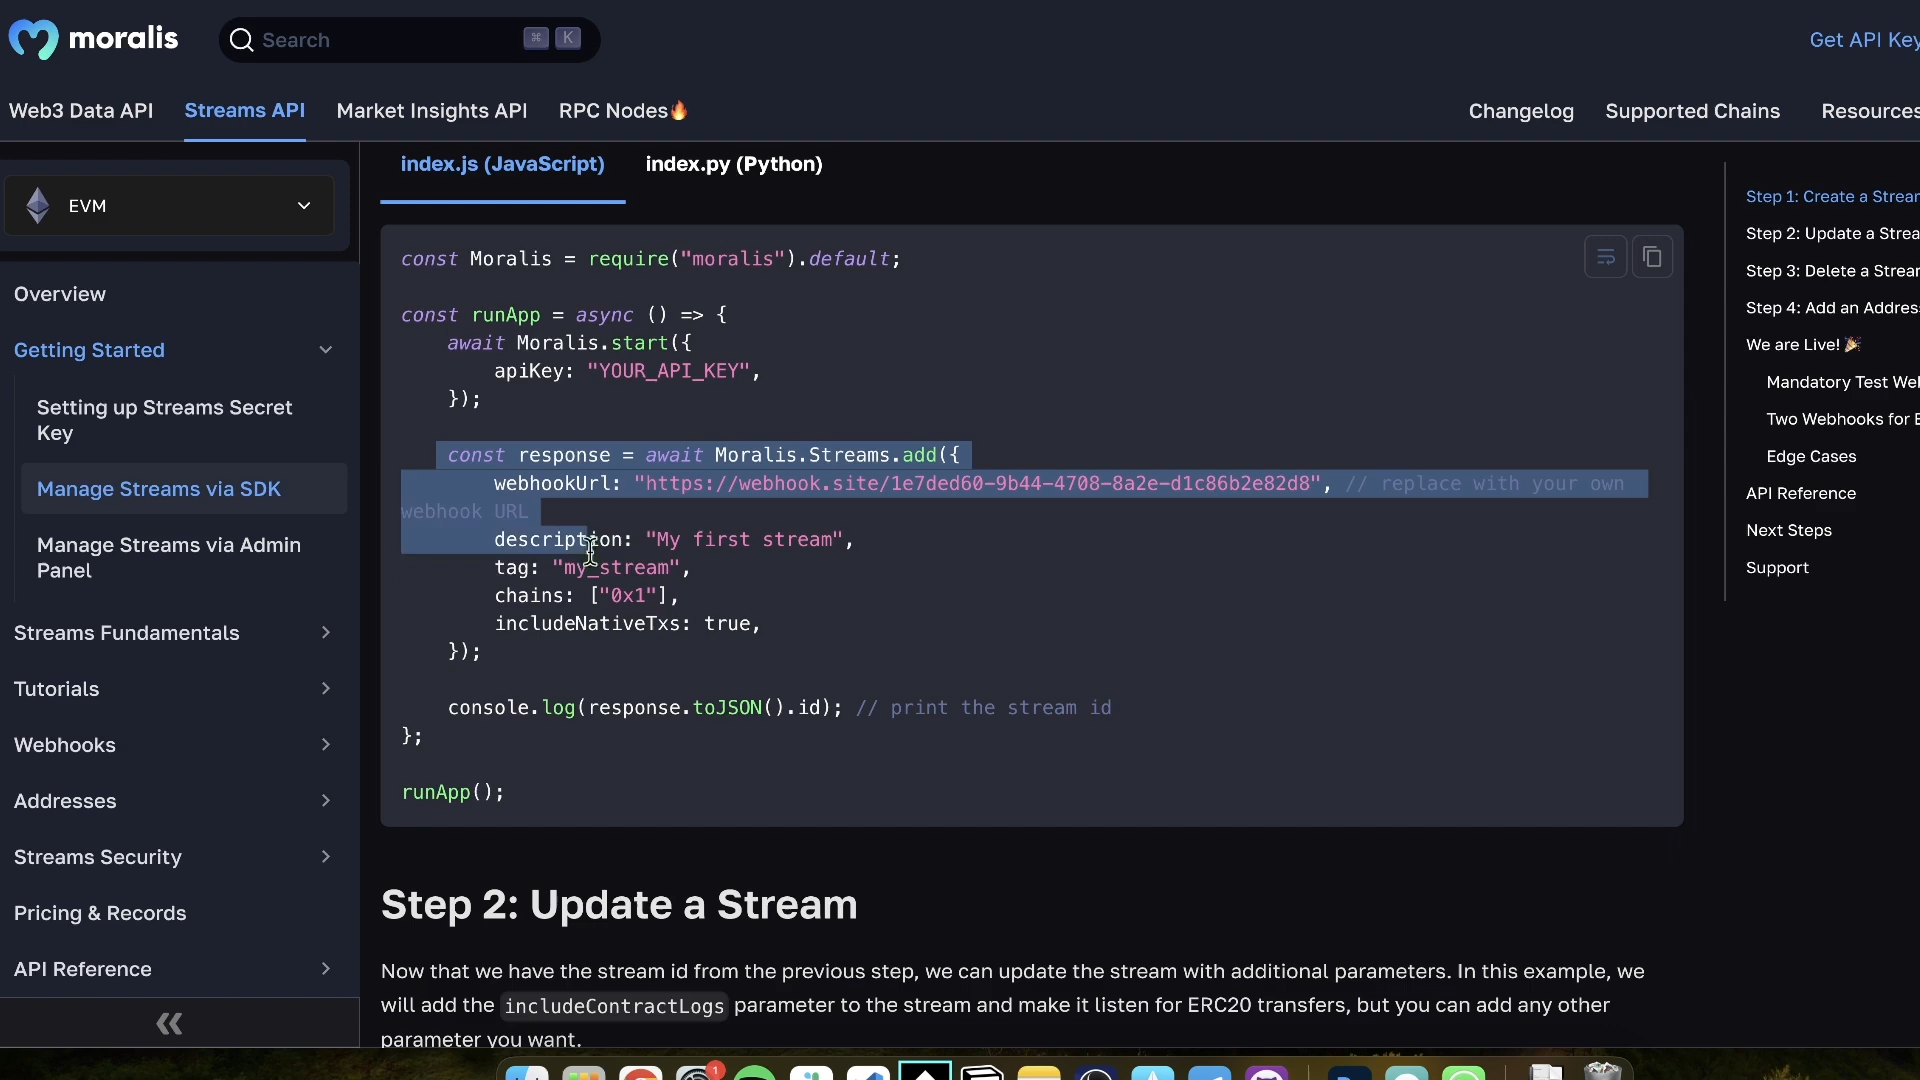 moralis
Search
⌘ K
Get API Key
Web3 Data API
Streams API
Market Insights API
RPC Nodes🔥
Changelog
Supported Chains
Resources
EVM
Overview
Getting Started
Setting up Streams Secret
Key
Manage Streams via SDK
Manage Streams via Admin
Panel
Streams Fundamentals
Tutorials
Webhooks
Addresses
Streams Security
Pricing & Records
API Reference
index.js (JavaScript)
index.py (Python)
const Moralis = require("moralis").default;
const runApp = async () => {
await Moralis.start({
apiKey: "YOUR_API_KEY",
});
const response = await Moralis.Streams.add({
webhookUrl: "https://webhook.site/1e7ded60-9b44-4708-8a2e-d1c86b2e82d8", // replace with your own
webhook URL
description: "My first stream",
tag: "my_stream",
chains: ["0x1"],
includeNativeTxs: true,
});
console.log(response.toJSON().id); // print the stream id
};
runApp();
Step 2: Update a Stream
Now that we have the stream id from the previous step, we can update the stream with additional parameters. In this example, we
will add the includeContractLogs parameter to the stream and make it listen for ERC20 transfers, but you can add any other
parameter you want.
Step 1: Create a Stream
Step 2: Update a Strea
Step 3: Delete a Stream
Step 4: Add an Address
We are Live! 🎉
Mandatory Test We
Two Webhooks for E
Edge Cases
API Reference
Next Steps
Support
1